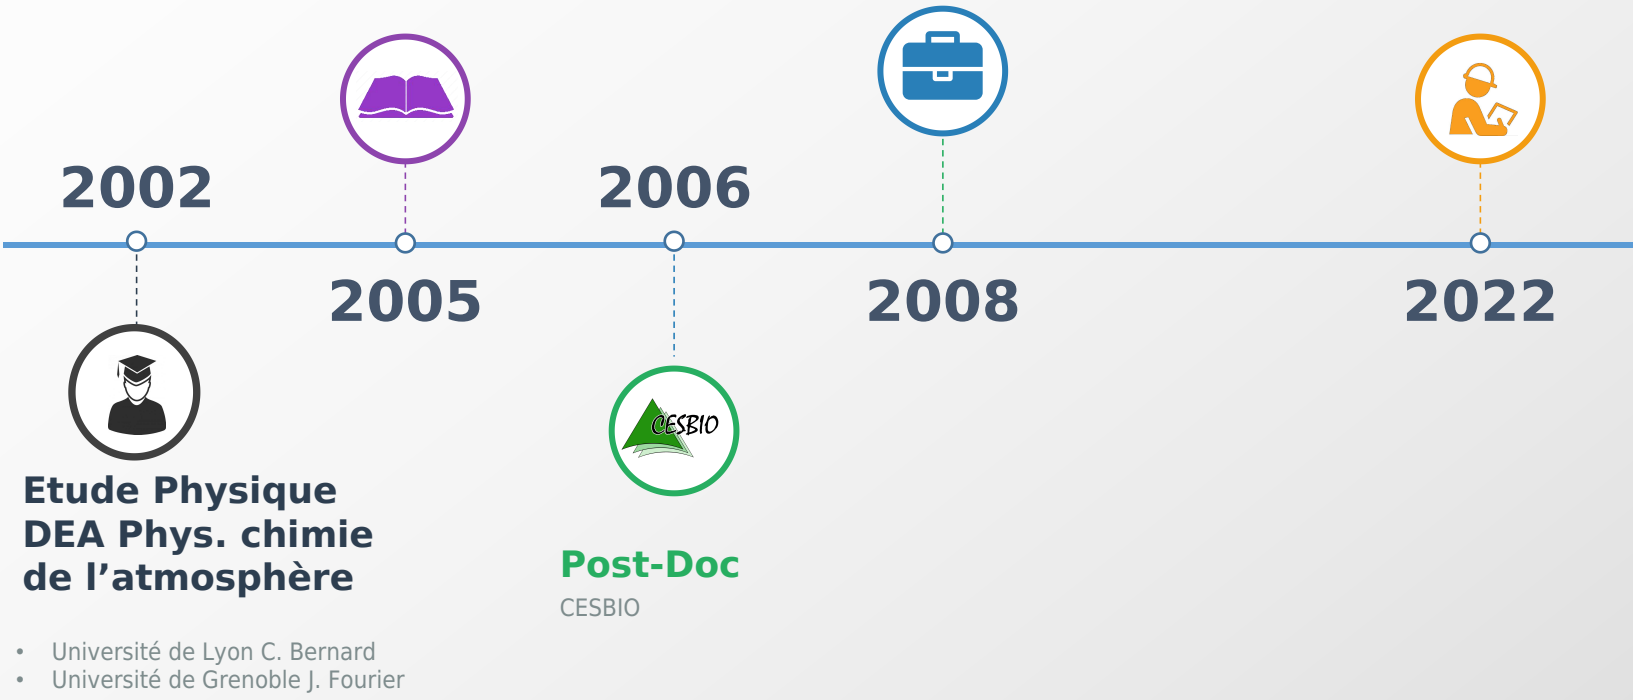 2002
2006
2005
2008
2022
CESBIO
Etude Physique
DEA Phys. chimie
de l’atmosphère
Post-Doc
CESBIO
• Université de Lyon C. Bernard
• Université de Grenoble J. Fourier